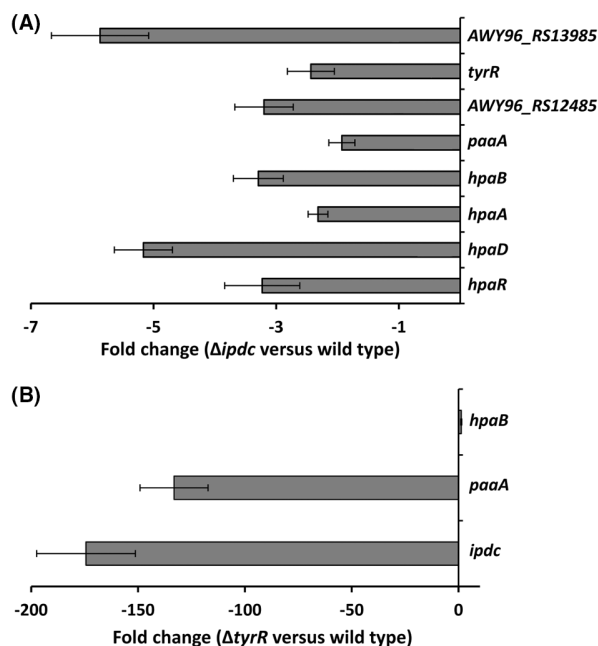 (A)
AWY96_RS13985
tyrR
AWY96_RS12485
paaA
hpaB
hpaA
hpaD
hpaR
-7 -5 -3 -1
Fold change (Δipdc versus wild type)
(B)
hpaB
paaA
ipdc
-200 -150 -100 -50 0
Fold change (ΔtyrR versus wild type)